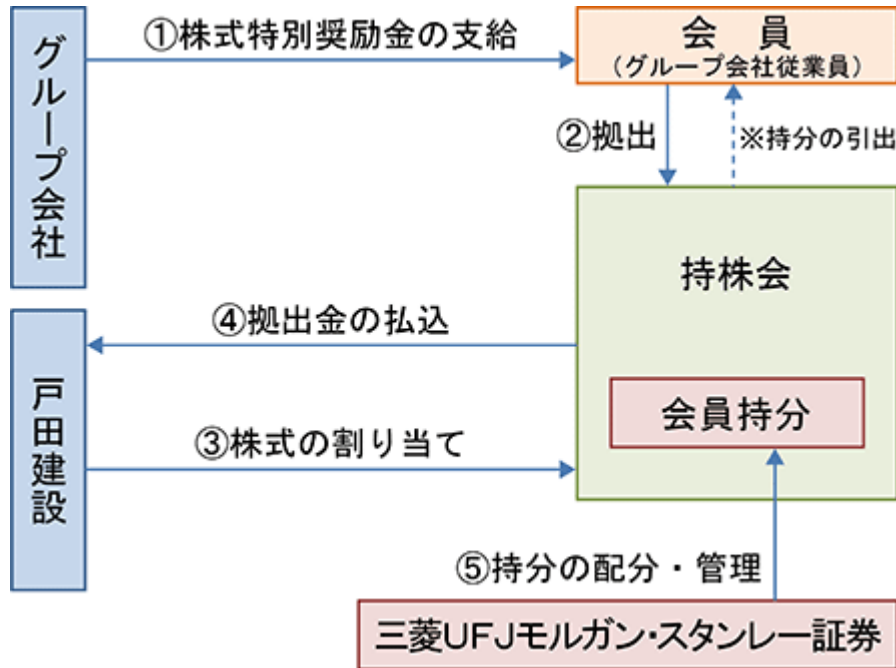 グループ会社
①株式特別奨励金の支給
会　員
（グループ会社従業員）
②拠出
※持分の引出
持株会
④拠出金の払込
戸田建設
会員持分
③株式の割り当て
⑤持分の配分・管理
三菱UFJモルガン・スタンレー証券